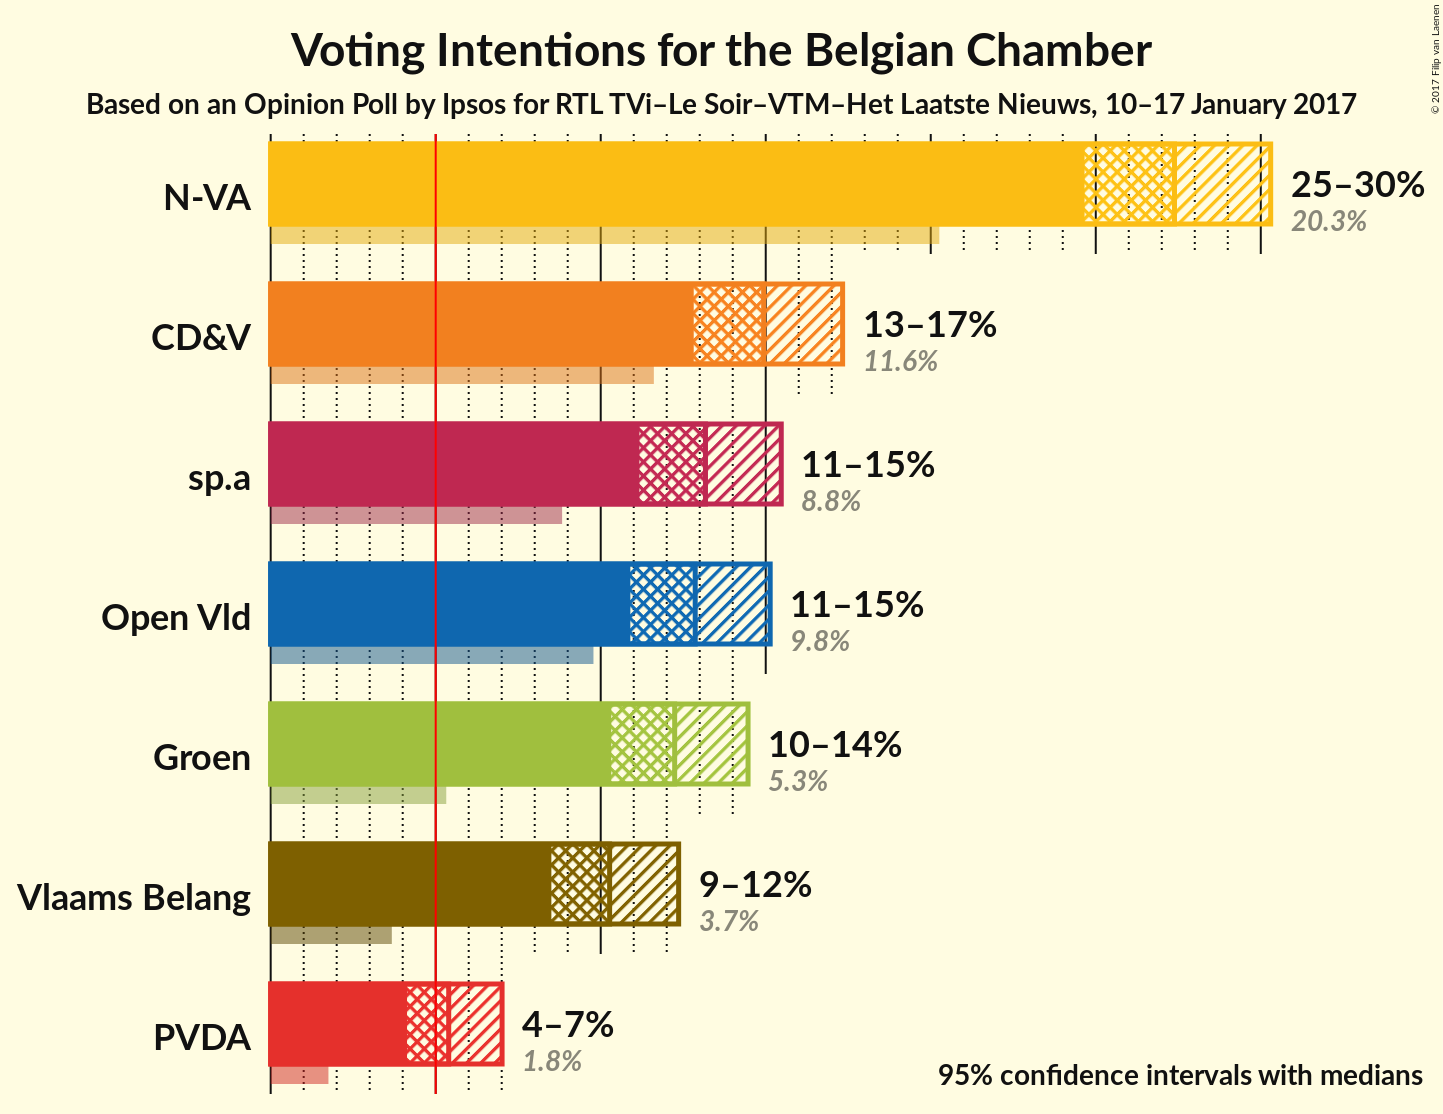 Voting Intentions for the Belgian Chamber
Based on an Opinion Poll by Ipsos for RTL TVi–Le Soir–VTM–Het Laatste Nieuws, 10–17 January 2017
© 2017 Filip van Laenen
N-VA
25–30%
20.3%
CD&V
13–17%
11.6%
sp.a
11–15%
8.8%
Open Vld
11–15%
9.8%
Groen
10–14%
5.3%
Vlaams Belang
9–12%
3.7%
PVDA
4–7%
1.8%
95% confidence intervals with medians